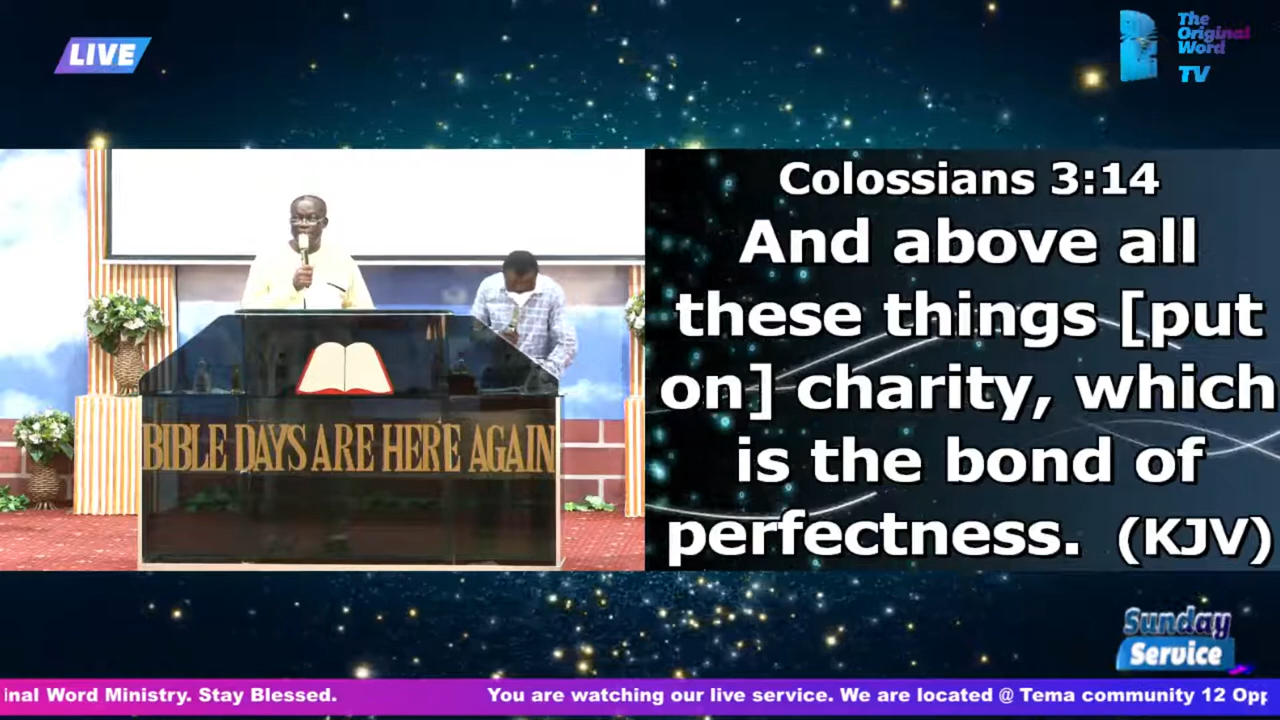 LIVE
The
Original
Word
TV
Colossians 3:14
And above all
these things [put
on] charity, which
is the bond of
perfectness. (KJV)
BIBLE DAYS ARE HERE AGAIN
Sunday
Service
inal Word Ministry. Stay Blessed. You are watching our live service. We are located @ Tema community 12 Opp